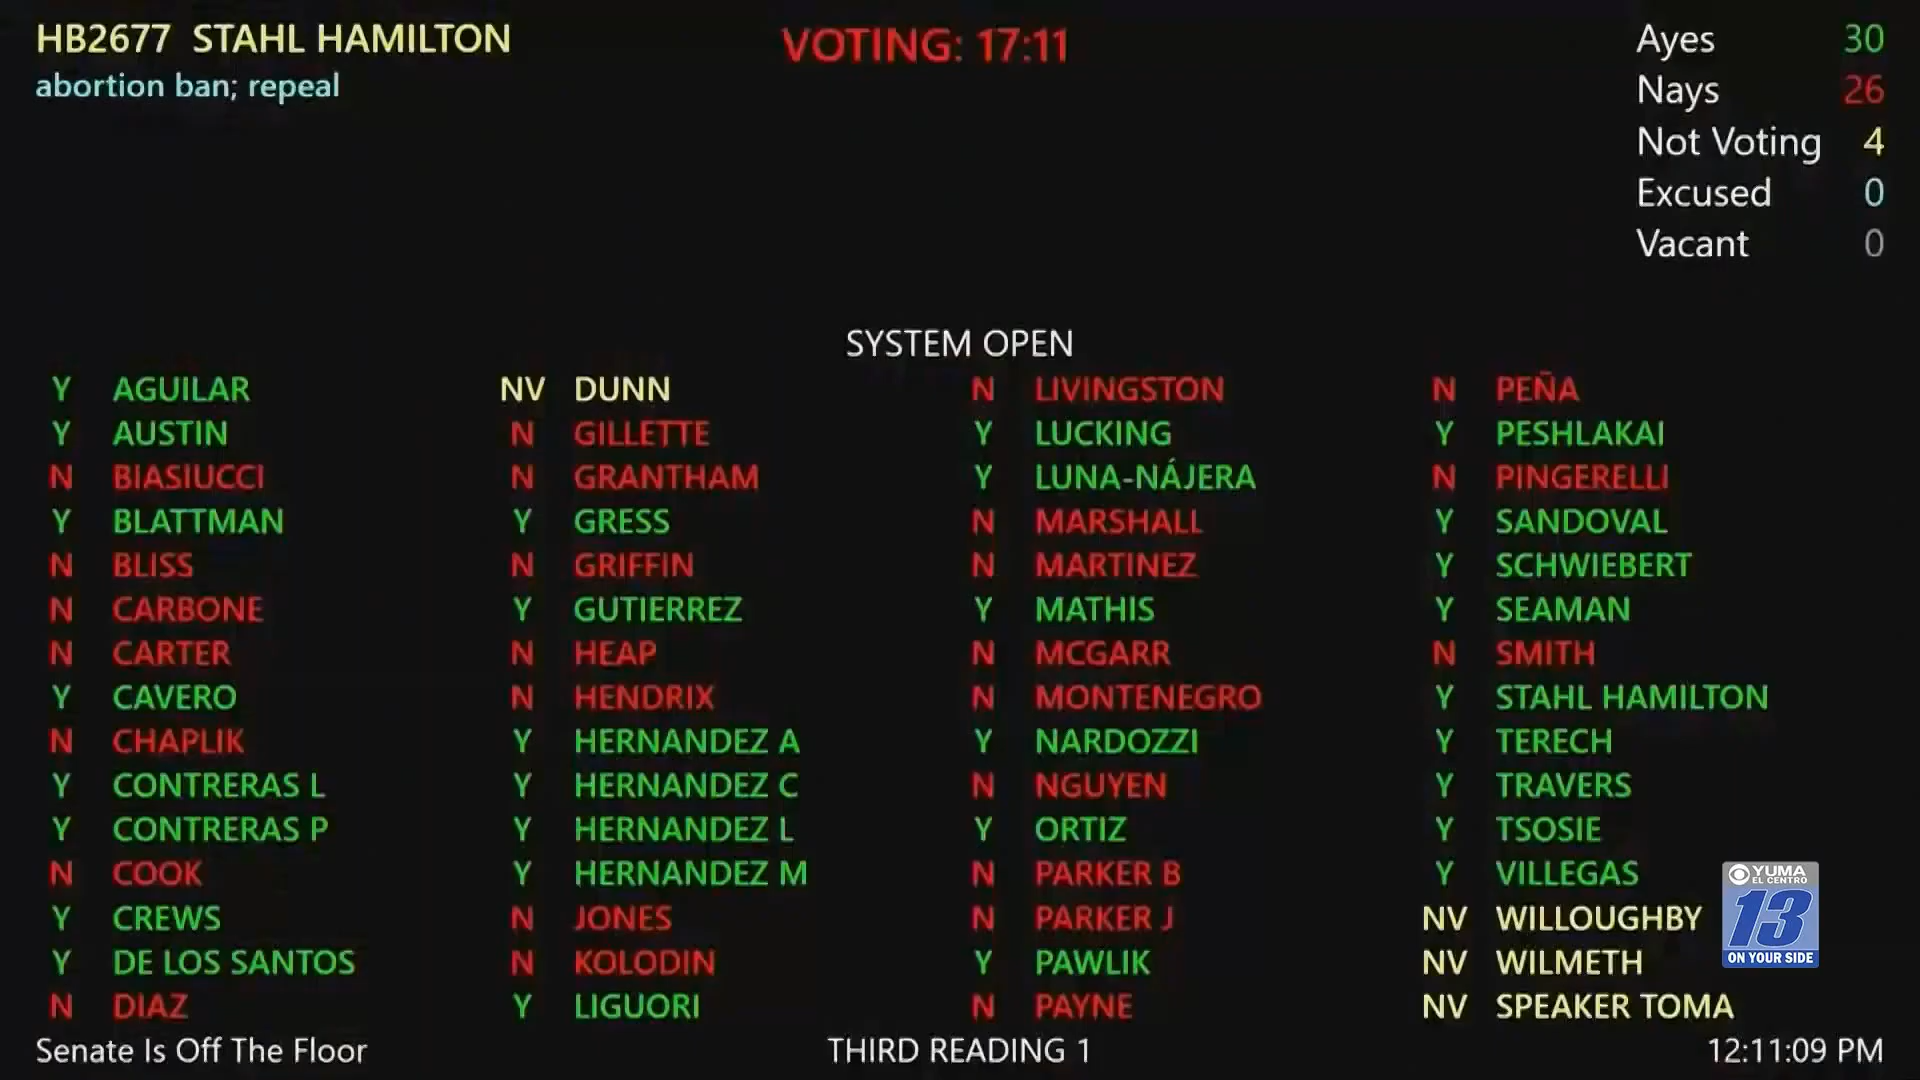 HB2677 STAHL HAMILTON
abortion ban; repeal
VOTING: 17:11
Ayes 30
Nays 26
Not Voting 4
Excused 0
Vacant 0
SYSTEM OPEN
Y AGUILAR
Y AUSTIN
N BIASIUCCI
Y BLATTMAN
N BLISS
N CARBONE
N CARTER
Y CAVERO
N CHAPLIK
Y CONTRERAS L
Y CONTRERAS P
N COOK
Y CREWS
Y DE LOS SANTOS
N DIAZ
NV DUNN
N GILLETTE
N GRANTHAM
Y GRESS
N GRIFFIN
Y GUTIERREZ
N HEAP
N HENDRIX
Y HERNANDEZ A
Y HERNANDEZ C
Y HERNANDEZ L
Y HERNANDEZ M
N JONES
N KOLODIN
Y LIGUORI
N LIVINGSTON
Y LUCKING
Y LUNA-NÁJERA
N MARSHALL
N MARTINEZ
Y MATHIS
N MCGARR
N MONTENEGRO
Y NARDOZZI
N NGUYEN
Y ORTIZ
N PARKER B
N PARKER J
Y PAWLIK
N PAYNE
N PEÑA
Y PESHLAKAI
N PINGERELLI
Y SANDOVAL
Y SCHWIEBERT
Y SEAMAN
N SMITH
Y STAHL HAMILTON
Y TERECH
Y TRAVERS
Y TSOSIE
Y VILLEGAS
NV WILLOUGHBY
NV WILMETH
NV SPEAKER TOMA
YUMA
EL CENTRO
13
ON YOUR SIDE
Senate Is Off The Floor
THIRD READING 1
12:11:09 PM